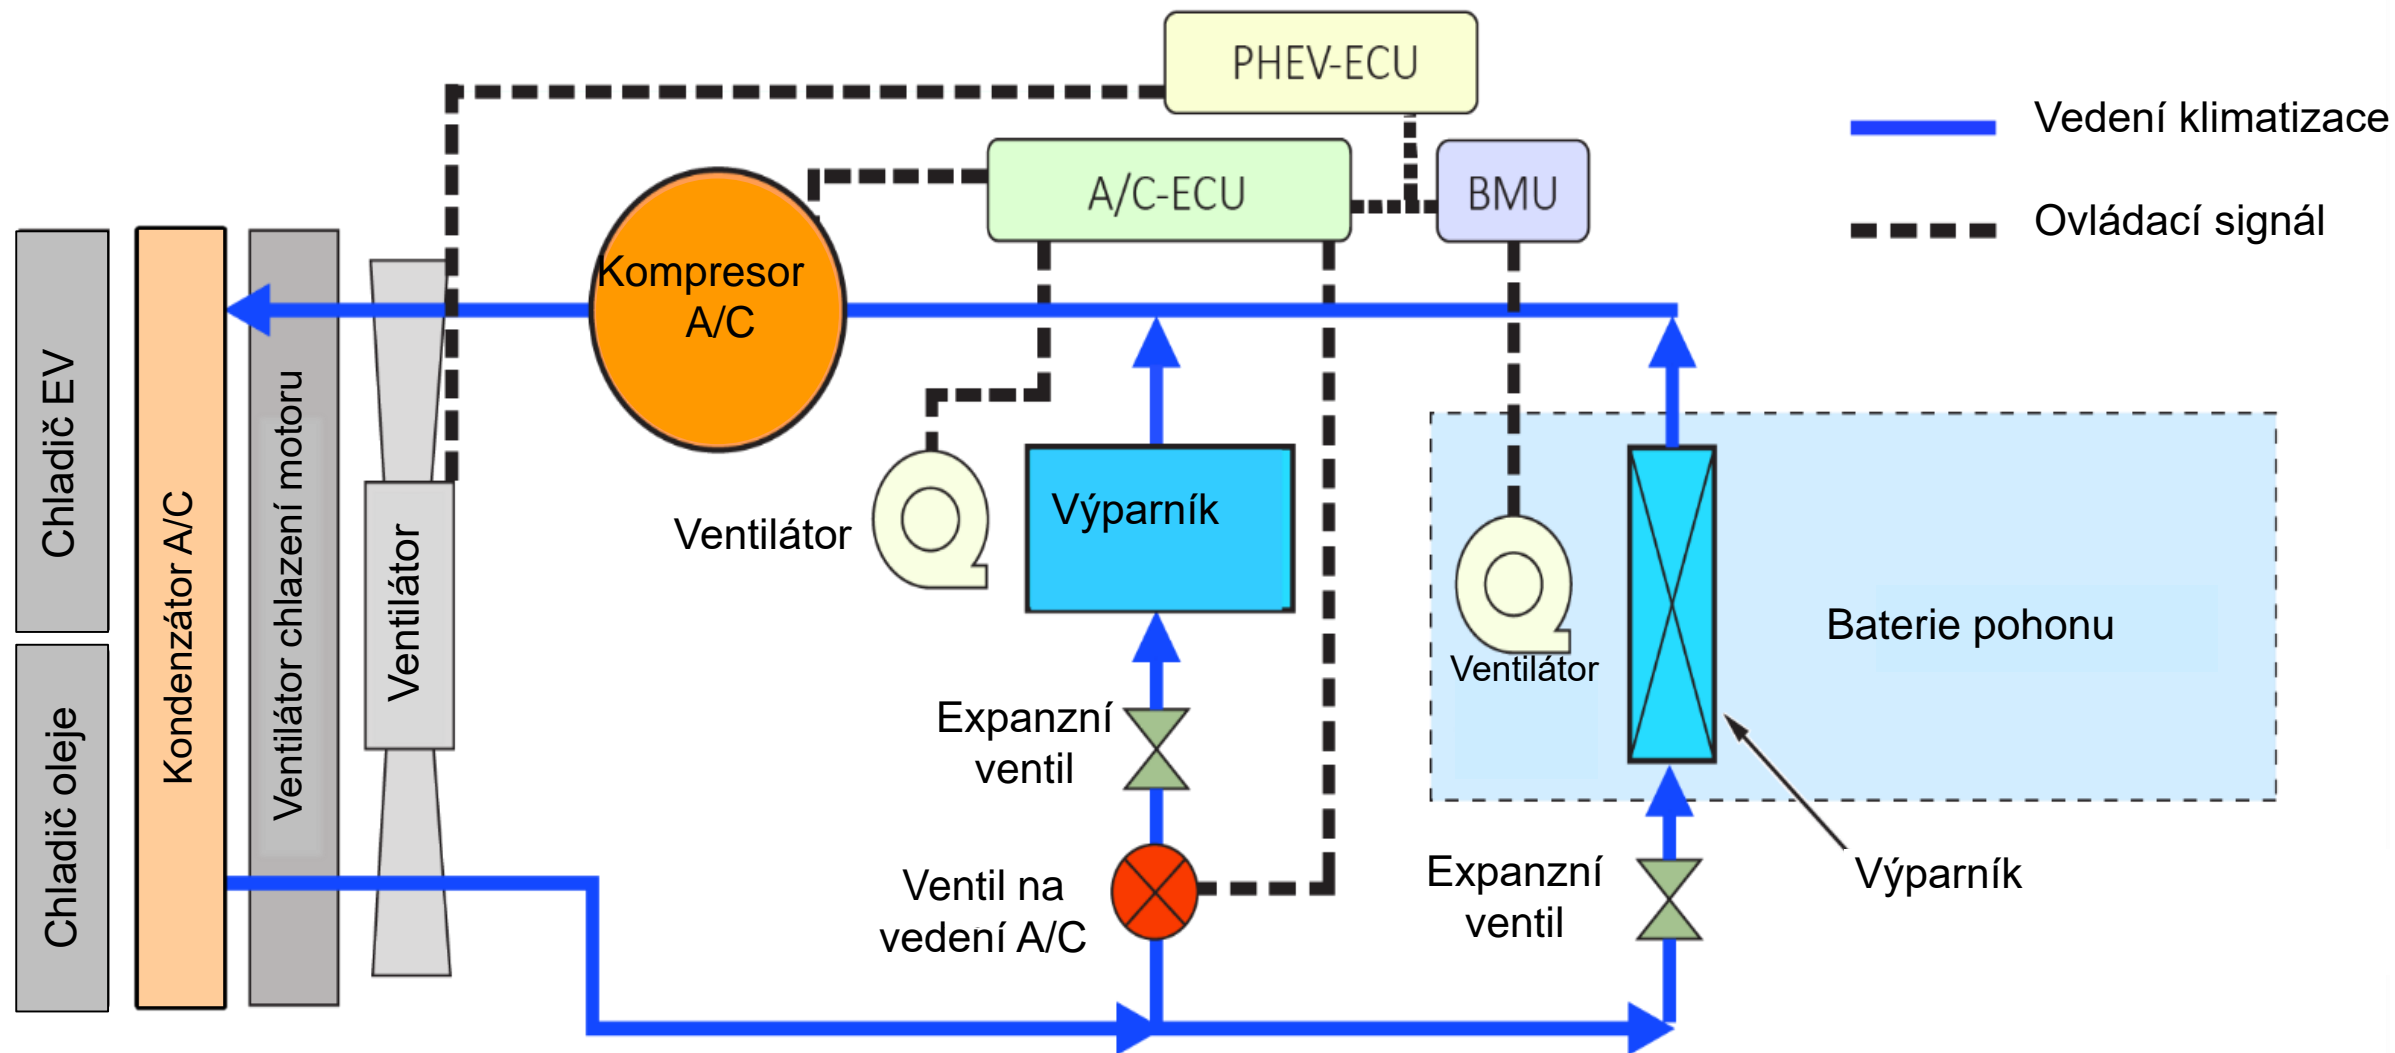 PHEV-ECU
Vedení klimatizace
A/C-ECU
BMU
Ovládací signál
Kompresor
A/C
Chladič EV
Chladič oleje
Kondenzátor A/C
Ventilátor chlazení motoru
Ventilátor
Ventilátor
Výparník
Ventilátor
Baterie pohonu
Expanzní
ventil
Ventil na
vedení A/C
Expanzní
ventil
Výparník